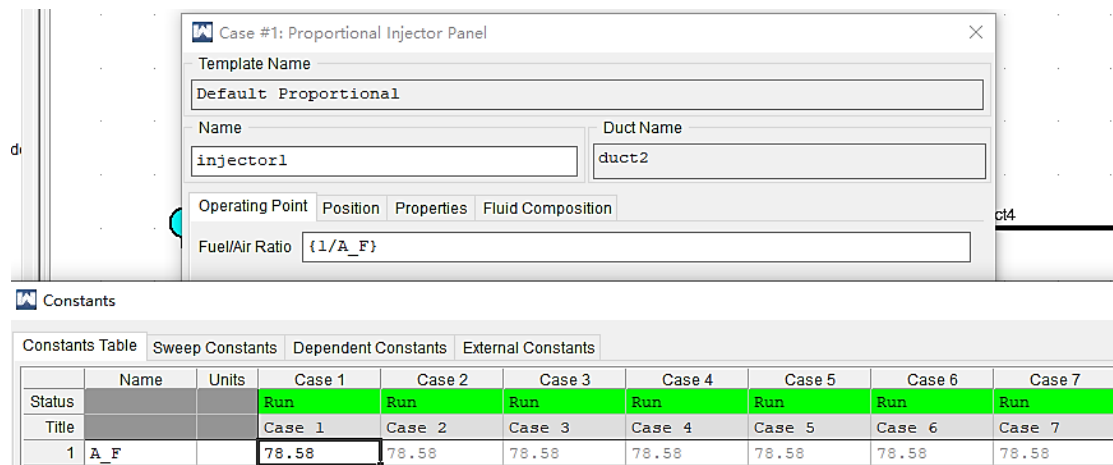 Case #1: Proportional Injector Panel
Template Name
Default Proportional
Name Duct Name
injector1 duct2
Operating Point Position Properties Fluid Composition
ct4
Fuel/Air Ratio {1/A_F}
Constants
Constants Table Sweep Constants Dependent Constants External Constants
Name Units Case 1 Case 2 Case 3 Case 4 Case 5 Case 6 Case 7
Status Run Run Run Run Run Run Run
Title Case 1 Case 2 Case 3 Case 4 Case 5 Case 6 Case 7
1 A_F 78.58 78.58 78.58 78.58 78.58 78.58 78.58